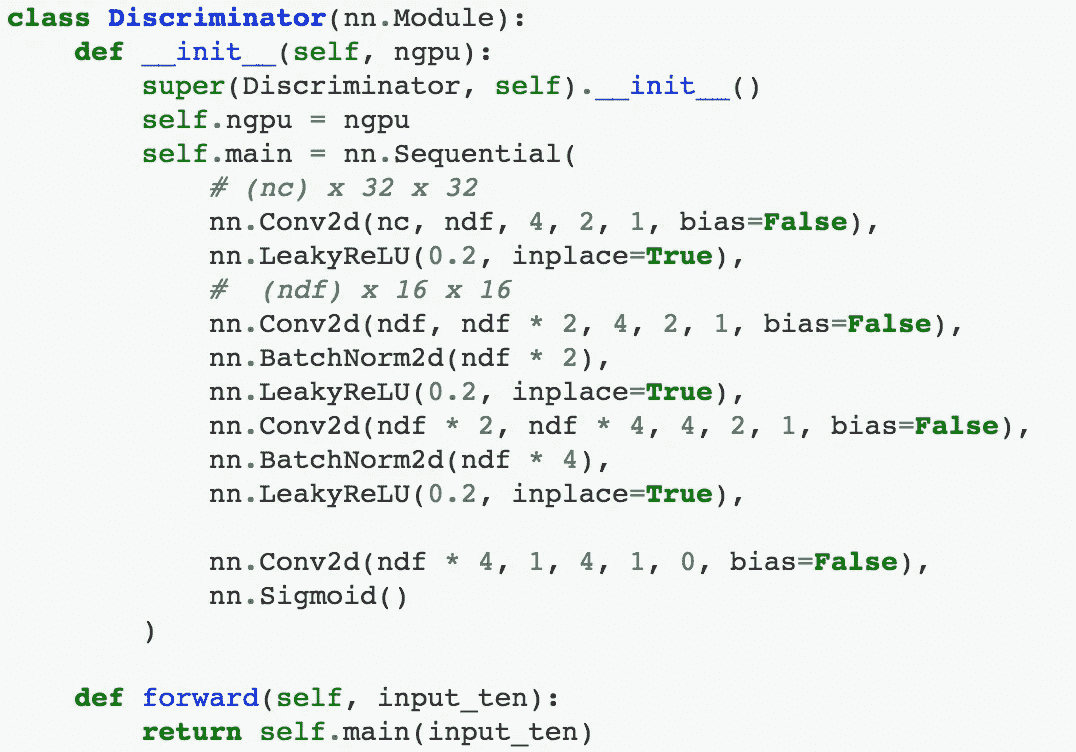 class Discriminator(nn.Module):
    def __init__(self, ngpu):
        super(Discriminator, self).__init__()
        self.ngpu = ngpu
        self.main = nn.Sequential(
            # (nc) x 32 x 32
            nn.Conv2d(nc, ndf, 4, 2, 1, bias=False),
            nn.LeakyReLU(0.2, inplace=True),
            #  (ndf) x 16 x 16
            nn.Conv2d(ndf, ndf * 2, 4, 2, 1, bias=False),
            nn.BatchNorm2d(ndf * 2),
            nn.LeakyReLU(0.2, inplace=True),
            nn.Conv2d(ndf * 2, ndf * 4, 4, 2, 1, bias=False),
            nn.BatchNorm2d(ndf * 4),
            nn.LeakyReLU(0.2, inplace=True),

            nn.Conv2d(ndf * 4, 1, 4, 1, 0, bias=False),
            nn.Sigmoid()
        )

    def forward(self, input_ten):
        return self.main(input_ten)